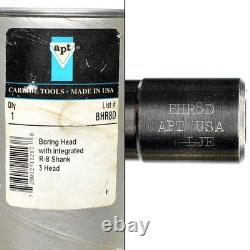 apt
CARBIDE TOOLS · MADE IN USA
Qty
List #
1
BHR8D
Boring Head
with Integrated
R-8 Shank
3 Head
BHR8D
APT USA
LJE